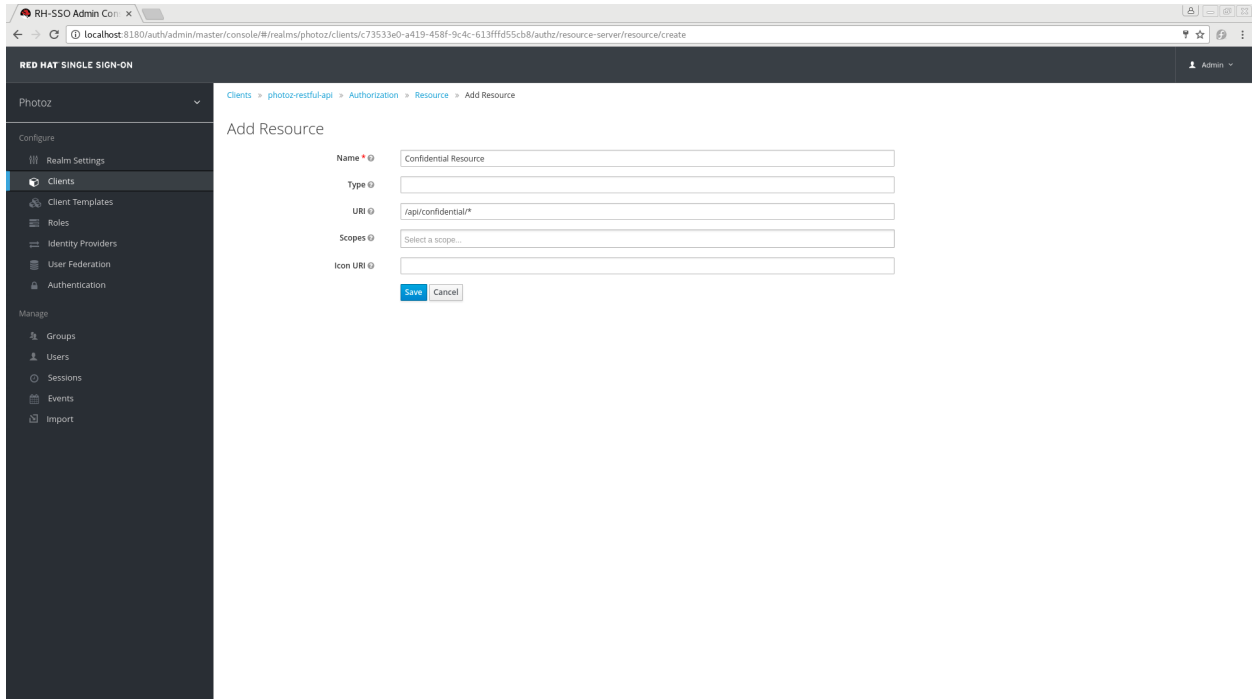 RH-SSO Admin Con
localhost:8180/auth/admin/master/console/#/realms/photoz/clients/c73533e0-a419-458f-9c4c-613fffd55cb8/authz/resource-server/resource/create
RED HAT SINGLE SIGN-ON
Admin
Photoz
Clients » photoz-restful-api » Authorization » Resource » Add Resource
Add Resource
Configure
Realm Settings
Clients
Client Templates
Roles
Identity Providers
User Federation
Authentication
Manage
Groups
Users
Sessions
Events
Import
Name * Confidential Resource
Type
URI /api/confidential/*
Scopes Select a scope...
Icon URI
Save Cancel